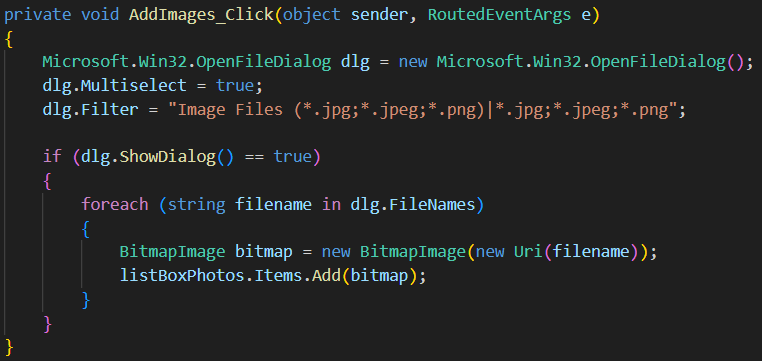 private void AddImages_Click(object sender, RoutedEventArgs e)
{
    Microsoft.Win32.OpenFileDialog dlg = new Microsoft.Win32.OpenFileDialog();
    dlg.Multiselect = true;
    dlg.Filter = "Image Files (*.jpg;*.jpeg;*.png)|*.jpg;*.jpeg;*.png";

    if (dlg.ShowDialog() == true)
    {
        foreach (string filename in dlg.FileNames)
        {
            BitmapImage bitmap = new BitmapImage(new Uri(filename));
            listBoxPhotos.Items.Add(bitmap);
        }
    }
}